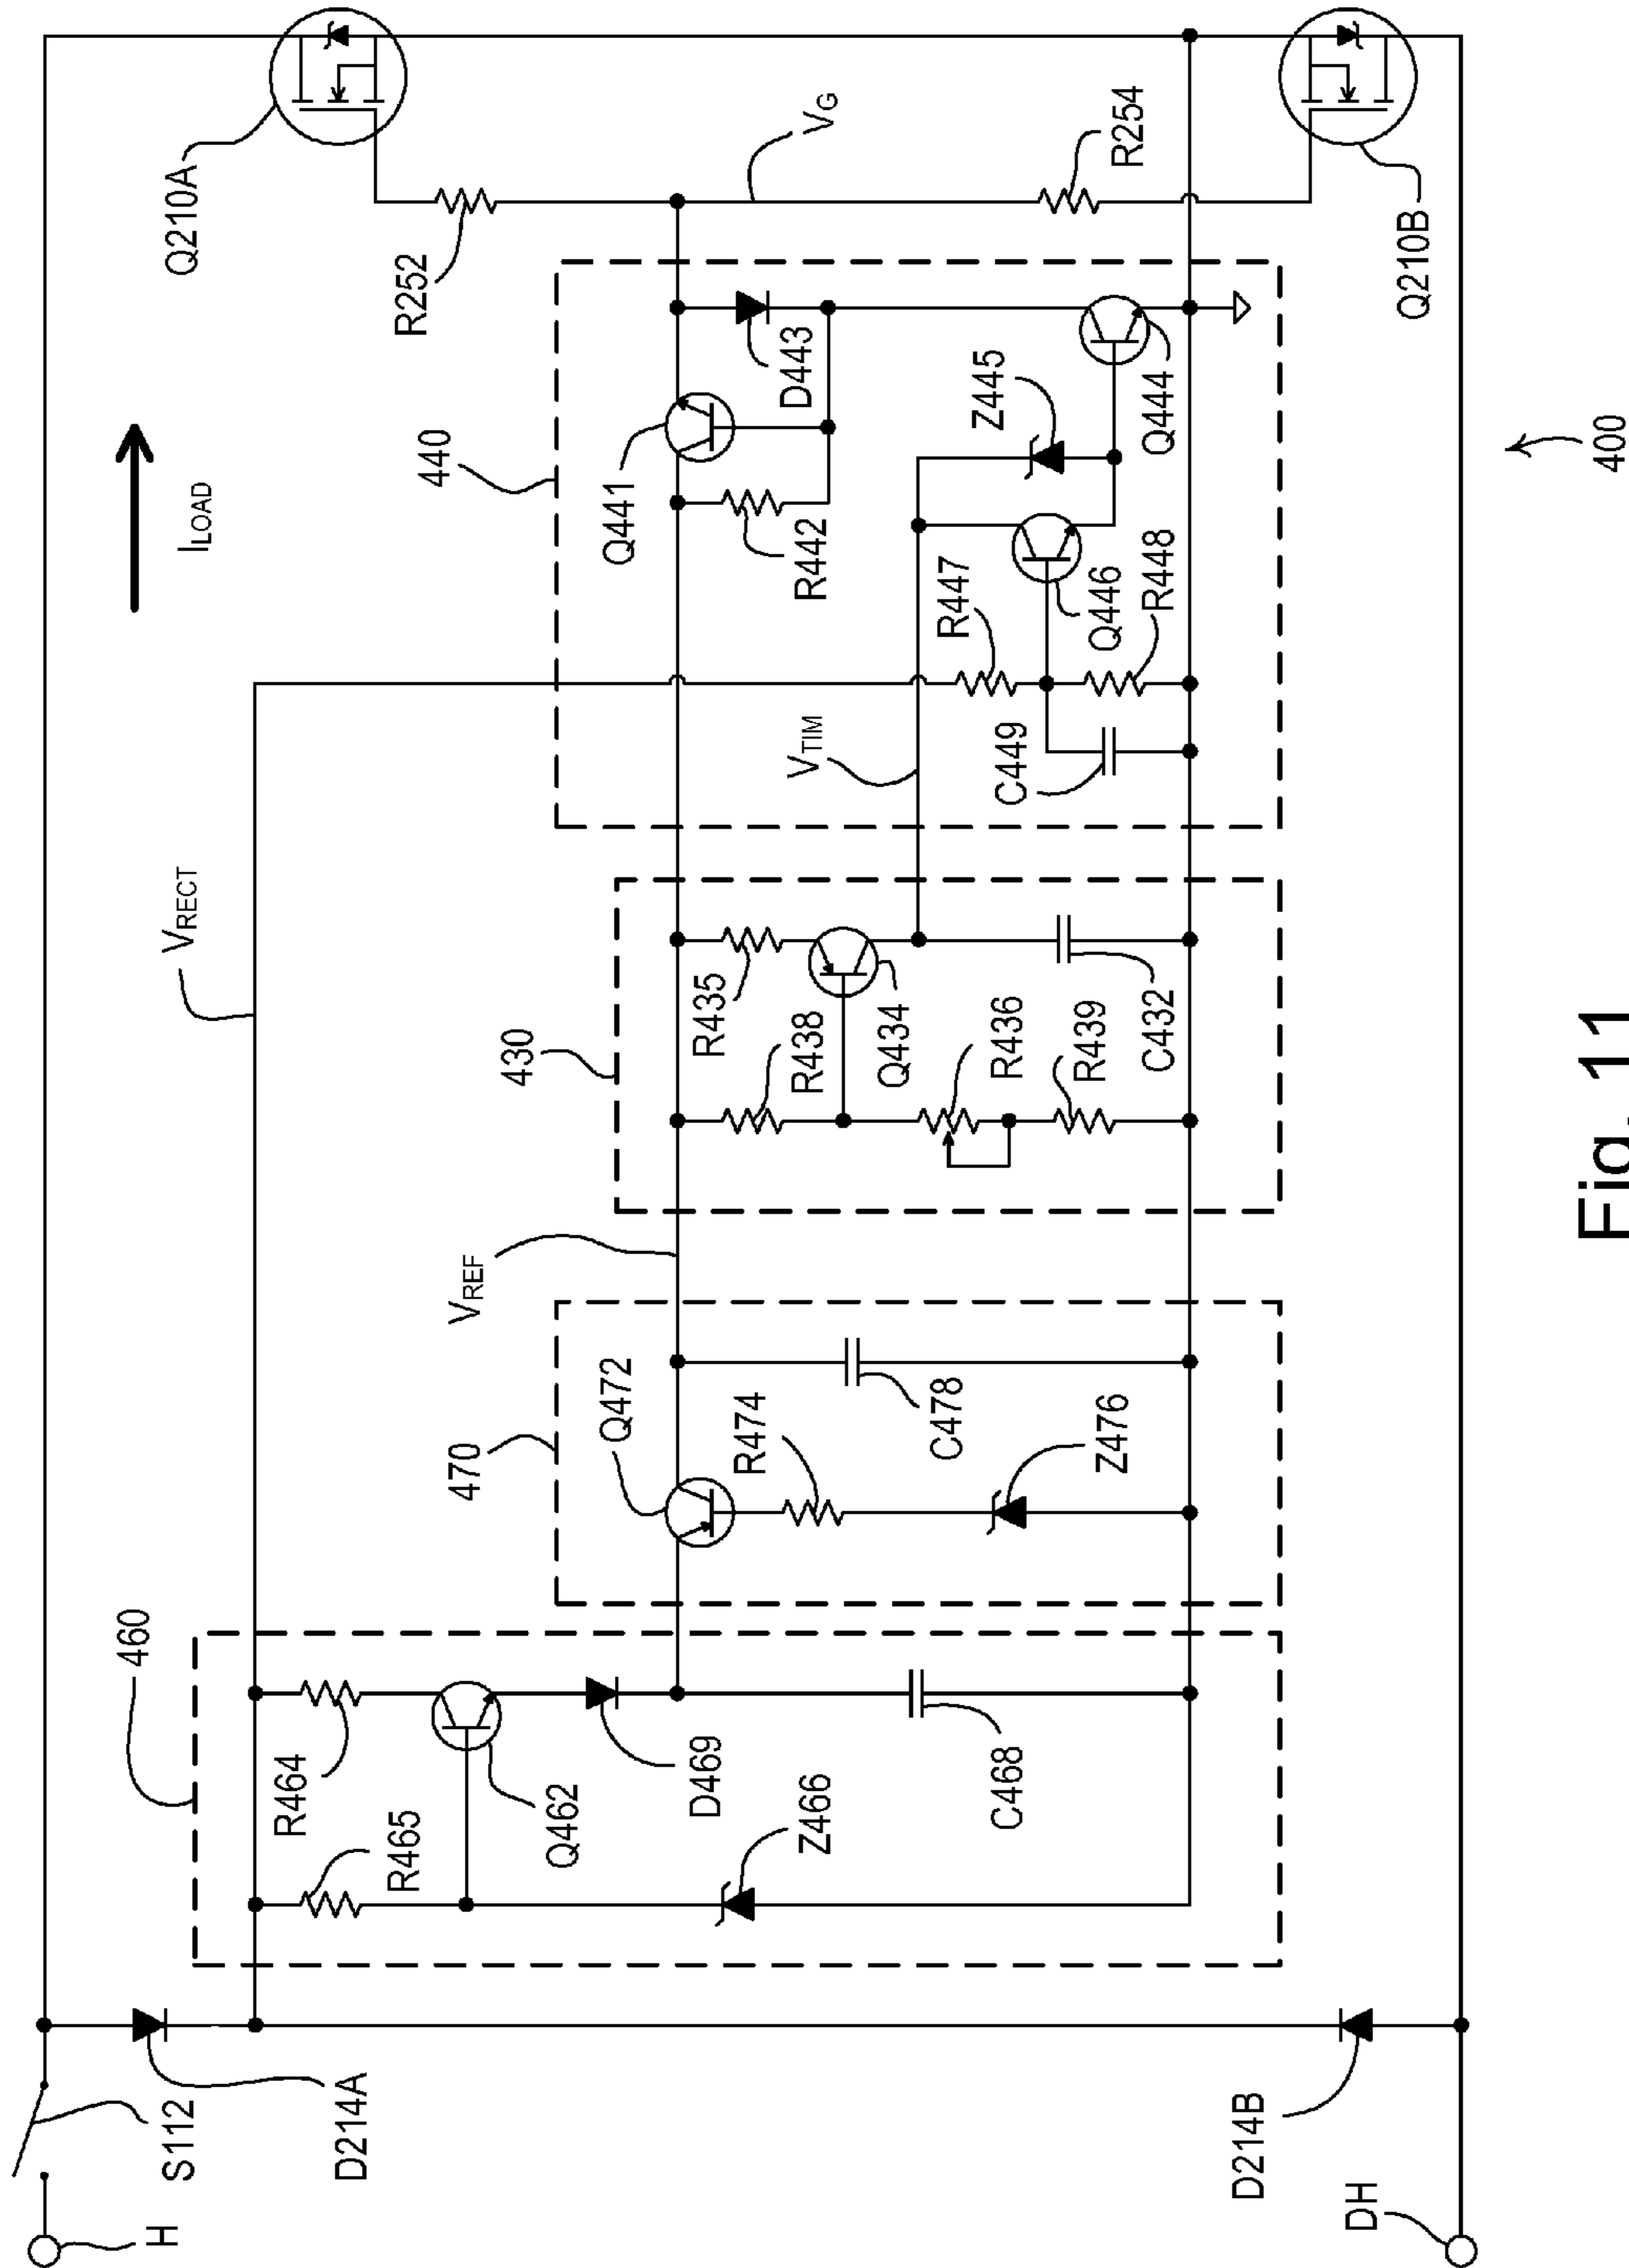 H
S112
D214A
D214B
DH
460
R464
R465
Q462
D469
Z466
C468
470
Q472
R474
C478
Z476
VREF
VRECT
430
R435
R438
Q434
R436
R439
C432
VTIM
440
Q441
R442
D443
Z445
R447
Q446
Q444
R448
C449
ILOAD
Q210A
R252
VG
R254
Q210B
400
Fig. 11